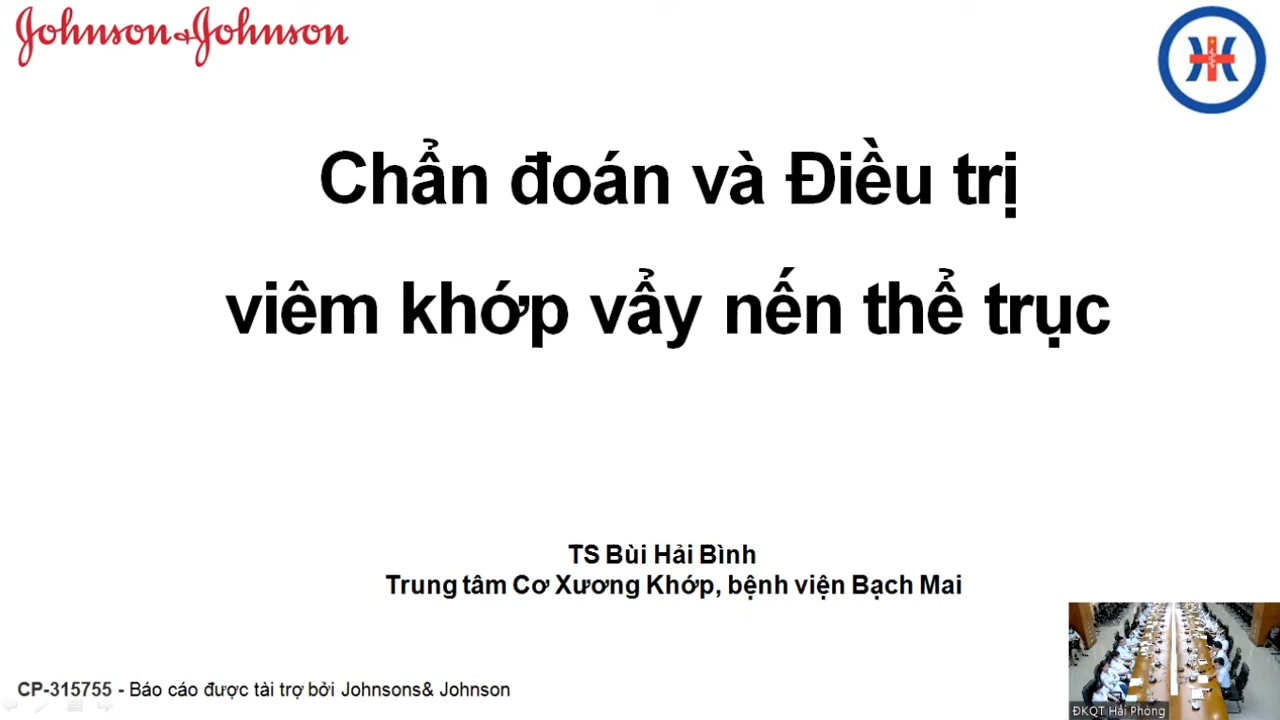 Johnson&Johnson
Chẩn đoán và Điều trị
viêm khớp vẩy nến thể trục
TS Bùi Hải Bình
Trung tâm Cơ Xương Khớp, bệnh viện Bạch Mai
CP-315755 - Báo cáo được tài trợ bởi Johnsons& Johnson
ĐKQT Hải Phòng